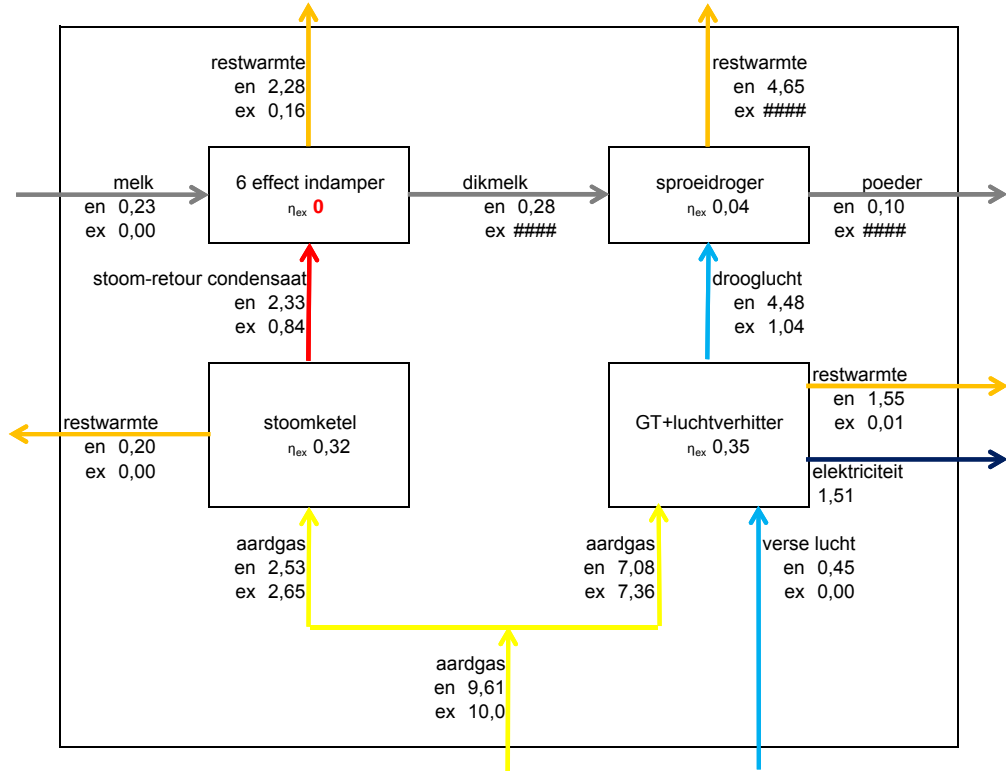 restwarmte
en 2,28
ex 0,16
restwarmte
en 4,65
ex ####
melk
en 0,23
ex 0,00
6 effect indamper
ηex 0
dikmelk
en 0,28
ex ####
sproeidroger
ηex 0,04
poeder
en 0,10
ex ####
stoom-retour condensaat
en 2,33
ex 0,84
drooglucht
en 4,48
ex 1,04
restwarmte
en 0,20
ex 0,00
stoomketel
ηex 0,32
GT+luchtverhitter
ηex 0,35
restwarmte
en 1,55
ex 0,01
elektriciteit
1,51
aardgas
en 2,53
ex 2,65
aardgas
en 7,08
ex 7,36
verse lucht
en 0,45
ex 0,00
aardgas
en 9,61
ex 10,0